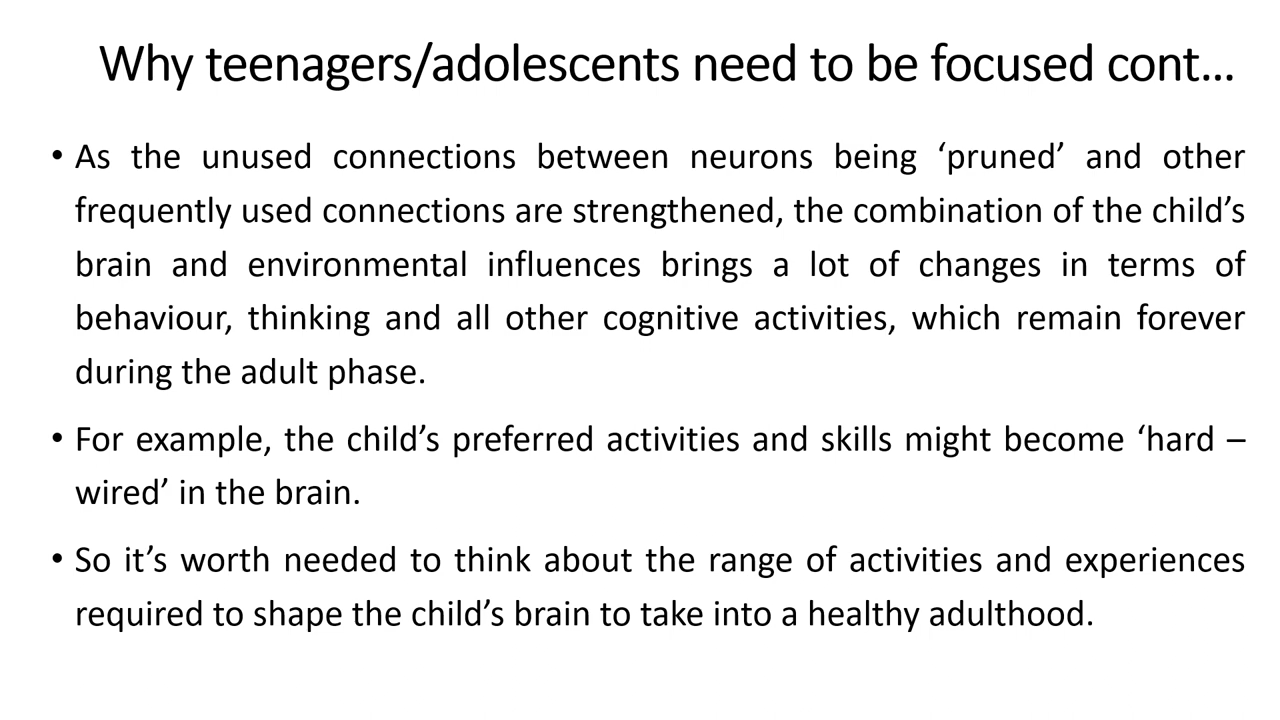 Why teenagers/adolescents need to be focused cont...
• As the unused connections between neurons being ‘pruned’ and other
frequently used connections are strengthened, the combination of the child’s
brain and environmental influences brings a lot of changes in terms of
behaviour, thinking and all other cognitive activities, which remain forever
during the adult phase.
• For example, the child’s preferred activities and skills might become ‘hard –
wired’ in the brain.
• So it’s worth needed to think about the range of activities and experiences
required to shape the child’s brain to take into a healthy adulthood.